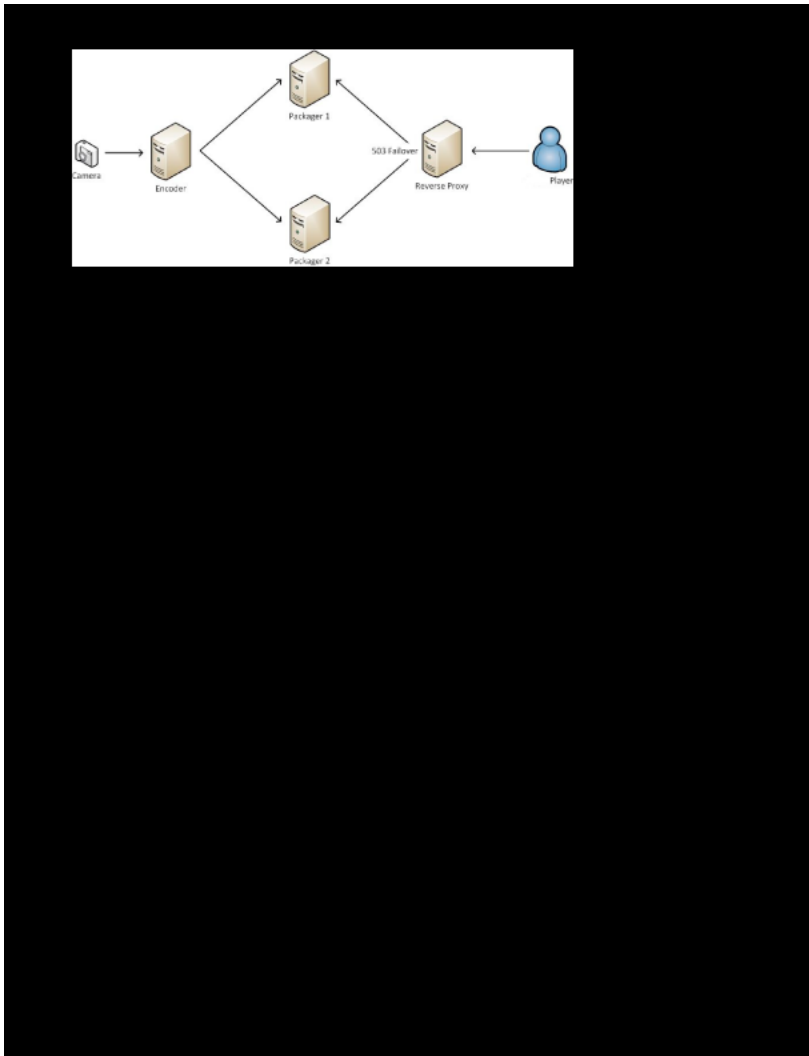 Packager 1
503 Failover
Camera
Encoder
Reverse Proxy
Player
Packager 2